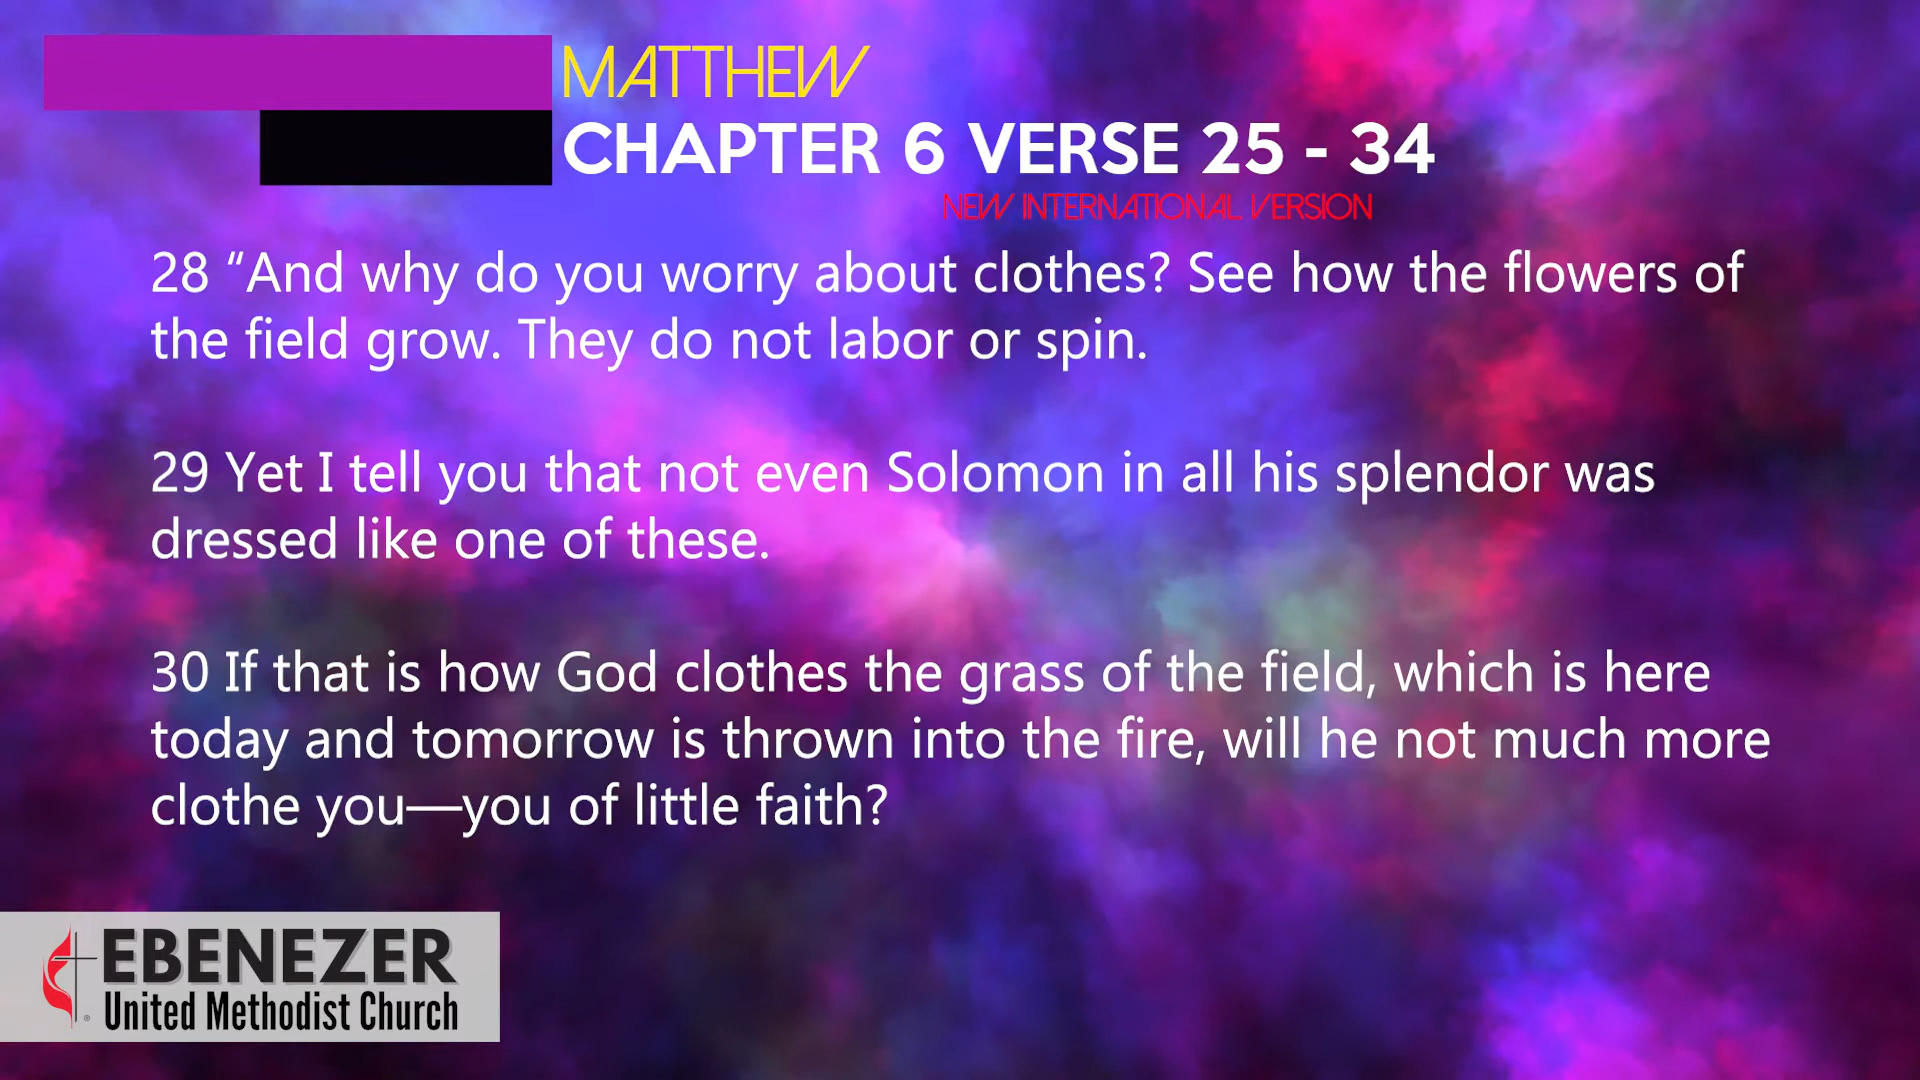 MATTHEW
CHAPTER 6 VERSE 25 - 34
NEW INTERNATIONAL VERSION
28 “And why do you worry about clothes? See how the flowers of
the field grow. They do not labor or spin.
29 Yet I tell you that not even Solomon in all his splendor was
dressed like one of these.
30 If that is how God clothes the grass of the field, which is here
today and tomorrow is thrown into the fire, will he not much more
clothe you—you of little faith?
EBENEZER
United Methodist Church
®